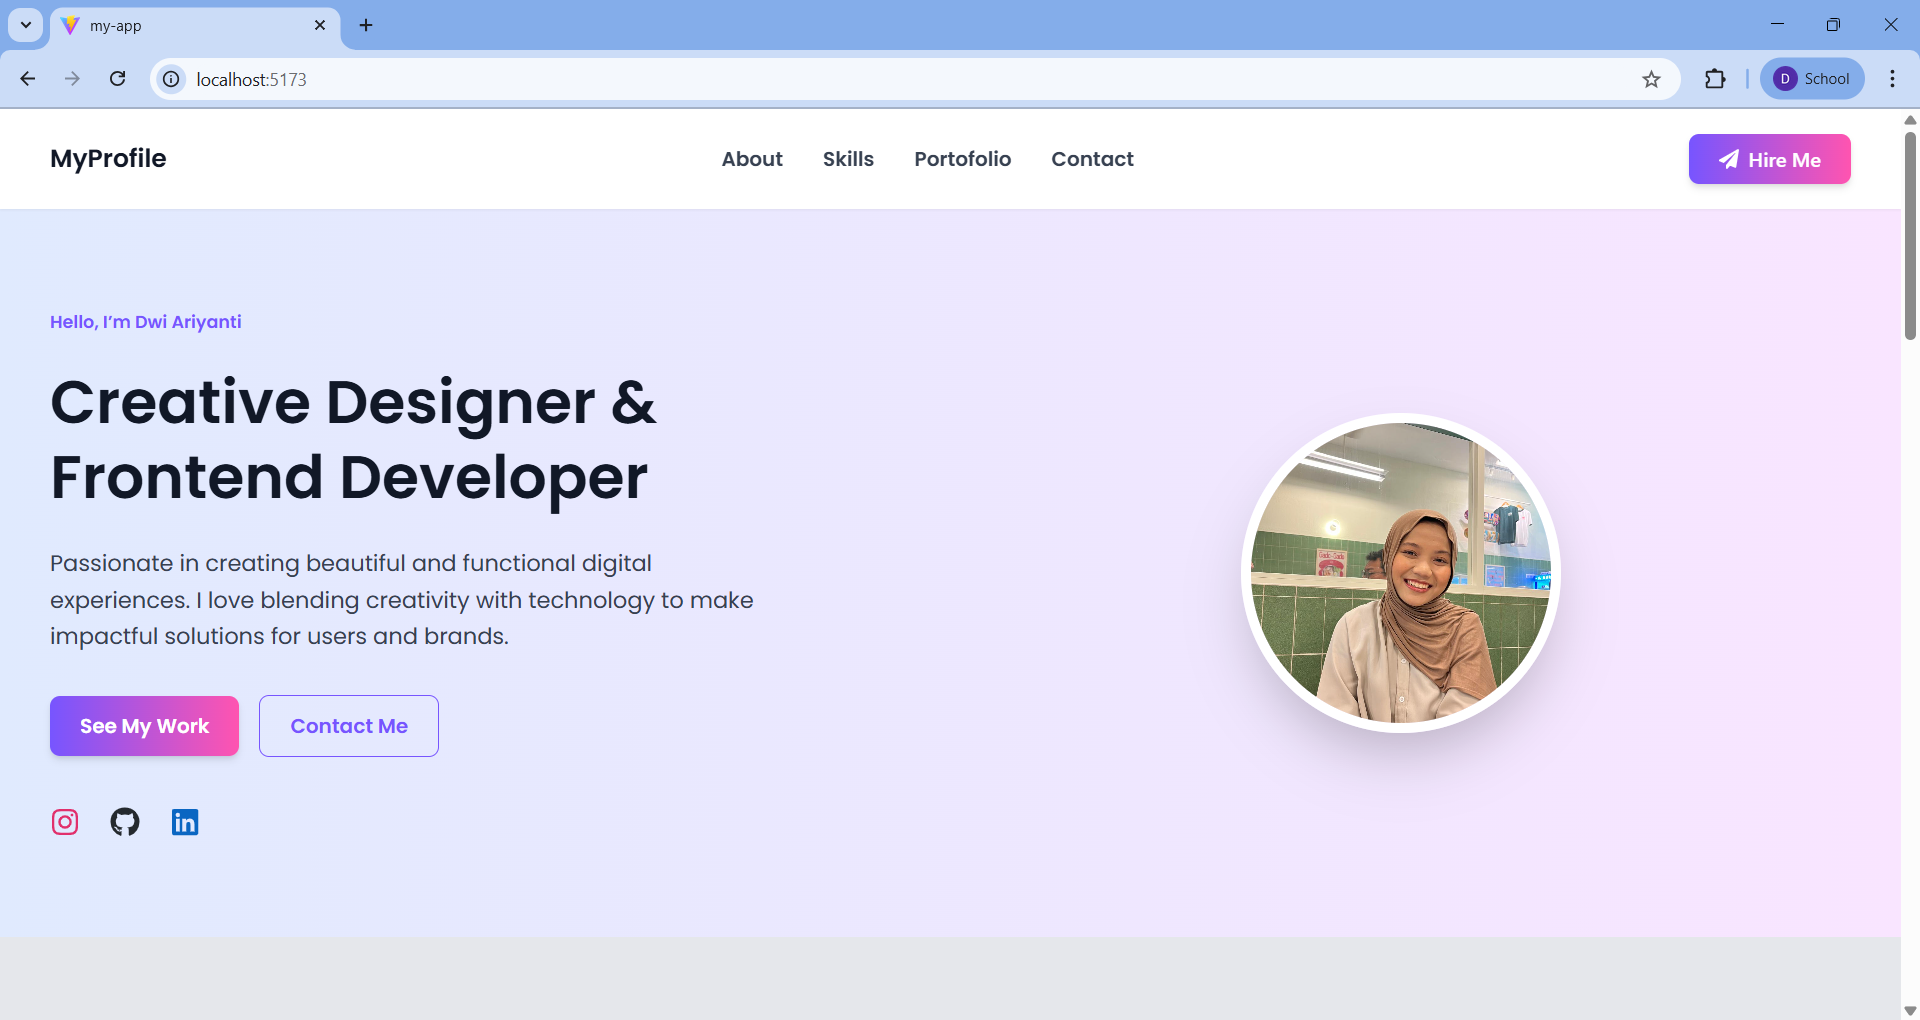 my-app
localhost:5173
D School
MyProfile
About Skills Portofolio Contact
Hire Me
Hello, I’m Dwi Ariyanti
Creative Designer &
Frontend Developer
Passionate in creating beautiful and functional digital
experiences. I love blending creativity with technology to make
impactful solutions for users and brands.
See My Work Contact Me
in